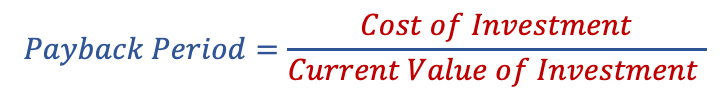 Payback Period = Cost of Investment
Current Value of Investment